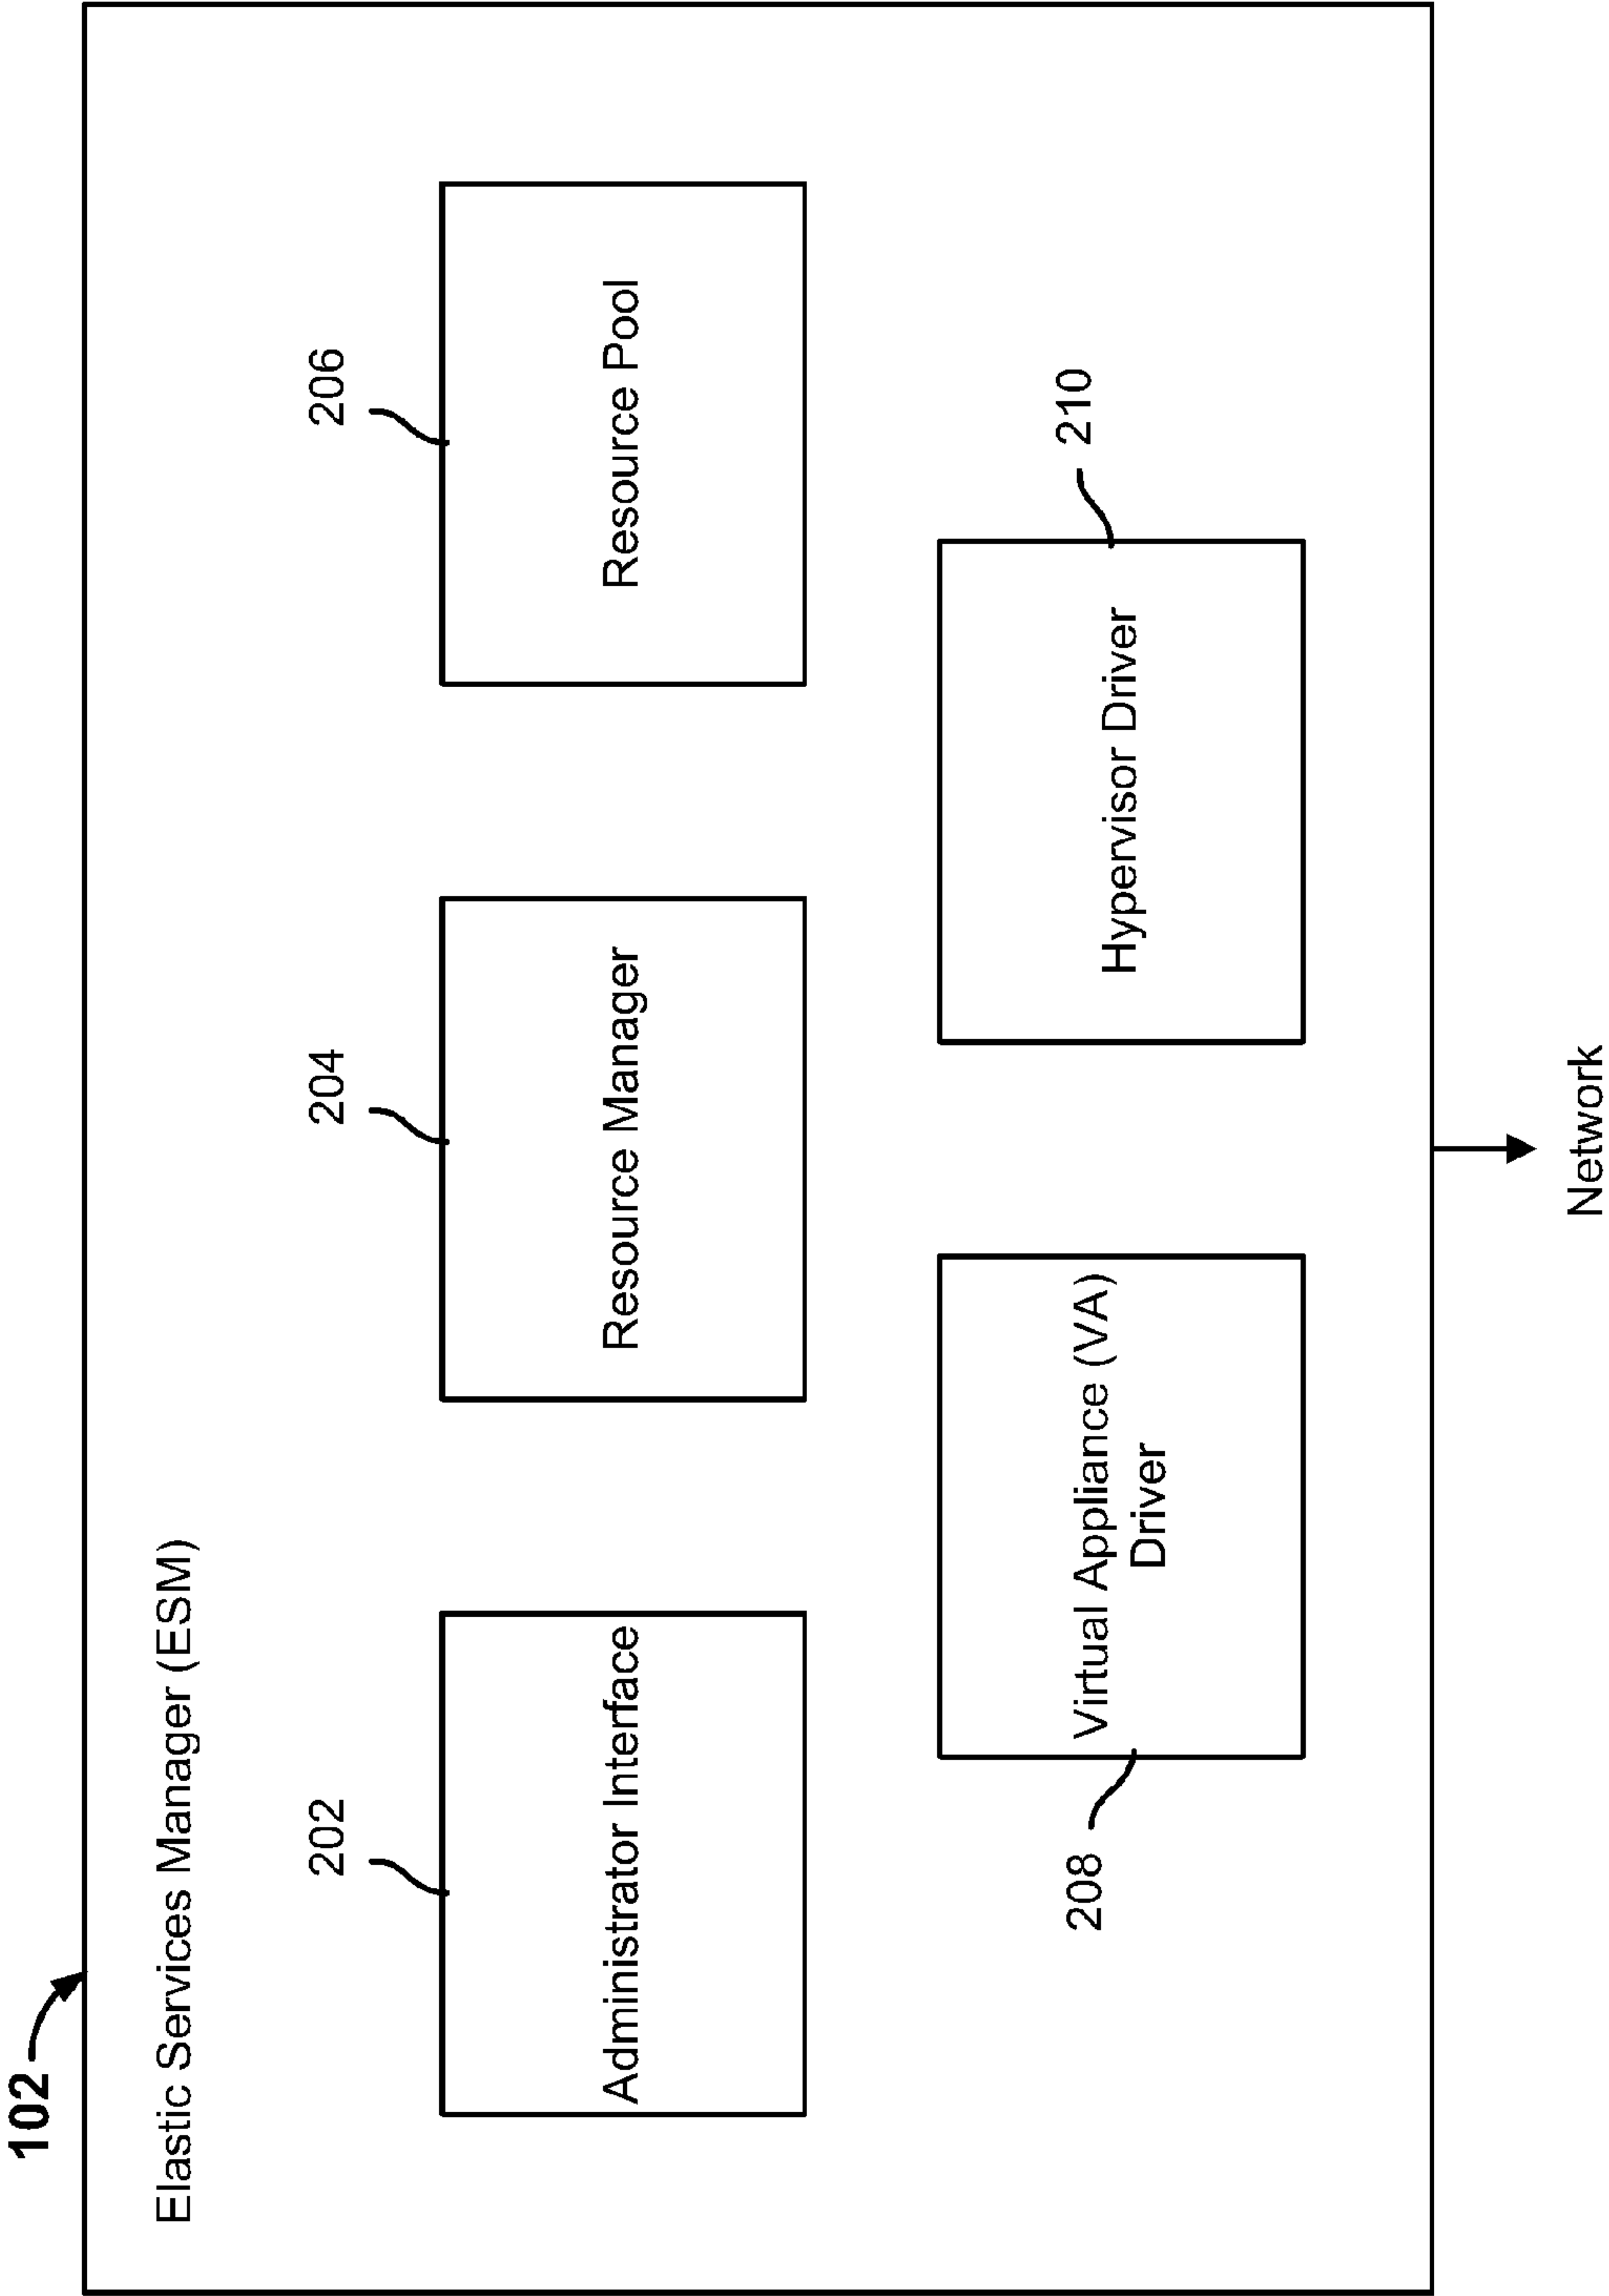 102
Elastic Services Manager (ESM)
202
204
206
Administrator Interface
Resource Manager
Resource Pool
208
Virtual Appliance (VA)
Driver
Hypervisor Driver
210
Network